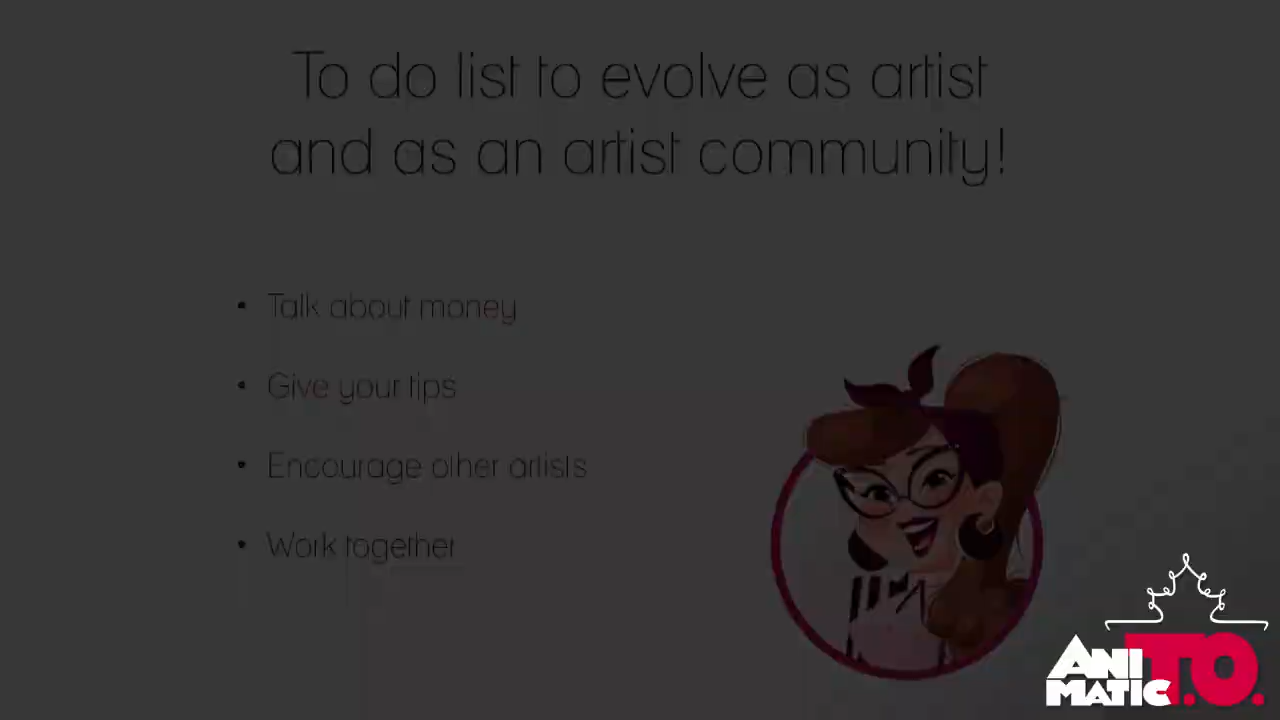 To do list to evolve as artist
and as an artist community!
• Talk about money
• Give your tips
• Encourage other artists
• Work together
ANI
MATIC T.O.